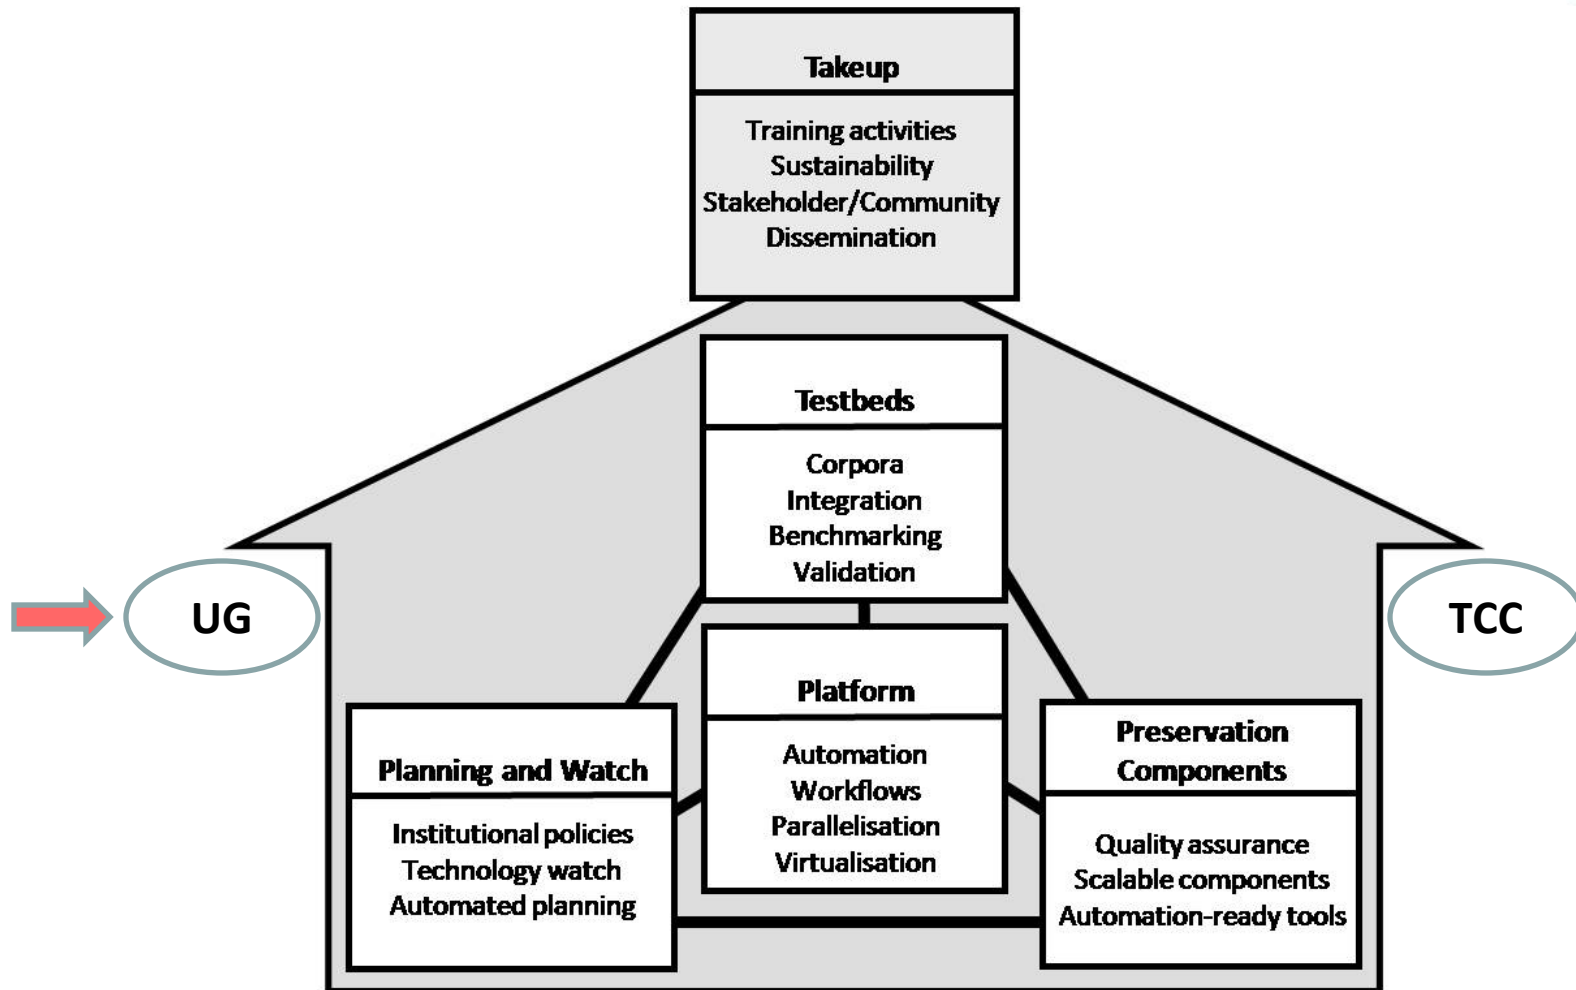 Takeup
Training activities
Sustainability
Stakeholder/Community
Dissemination
Testbeds
Corpora
Integration
Benchmarking
Validation
UG
TCC
Platform
Automation
Workflows
Parallelisation
Virtualisation
Planning and Watch
Institutional policies
Technology watch
Automated planning
Preservation
Components
Quality assurance
Scalable components
Automation-ready tools